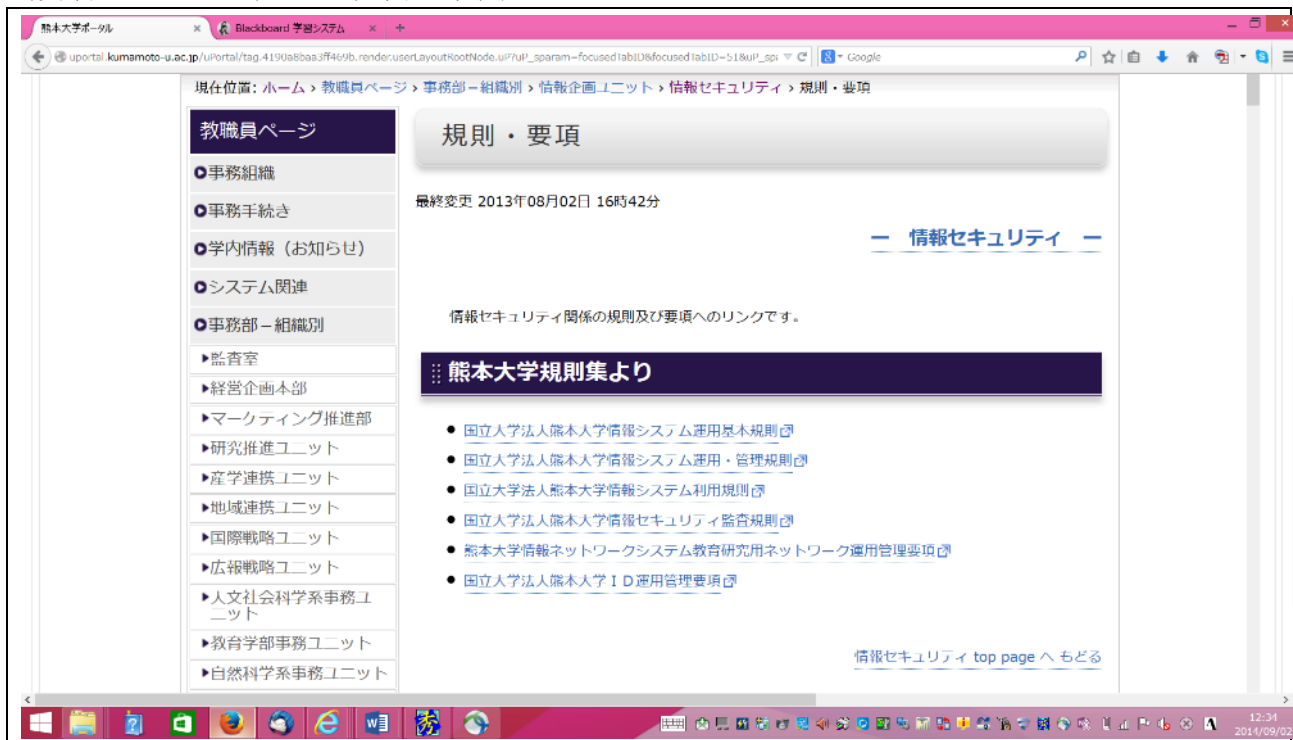 熊本大学ポータル
Blackboard 学習システム
uportal.kumamoto-u.ac.jp/uPortal/tag.4190a8baa3ff469b.render.userLayoutRootNode.uP?uP_sparam=focusedTabID&focusedTabID=51&uP_spa
Google
現在位置: ホーム › 教職員ページ › 事務部－組織別 › 情報企画ユニット › 情報セキュリティ › 規則・要項
教職員ページ
事務組織
事務手続き
学内情報（お知らせ）
システム関連
事務部－組織別
監査室
経営企画本部
マーケティング推進部
研究推進ユニット
産学連携ユニット
地域連携ユニット
国際戦略ユニット
広報戦略ユニット
人文社会科学系事務ユ
ニット
教育学部事務ユニット
自然科学系事務ユニット
規則・要項
最終変更 2013年08月02日 16時42分
ー 情報セキュリティ ー
情報セキュリティ関係の規則及び要項へのリンクです。
熊本大学規則集より
国立大学法人熊本大学情報システム運用基本規則
国立大学法人熊本大学情報システム運用・管理規則
国立大学法人熊本大学情報システム利用規則
国立大学法人熊本大学情報セキュリティ監査規則
熊本大学情報ネットワークシステム教育研究用ネットワーク運用管理要項
国立大学法人熊本大学ＩＤ運用管理要項
情報セキュリティ top page へ もどる
12:34
2014/09/02